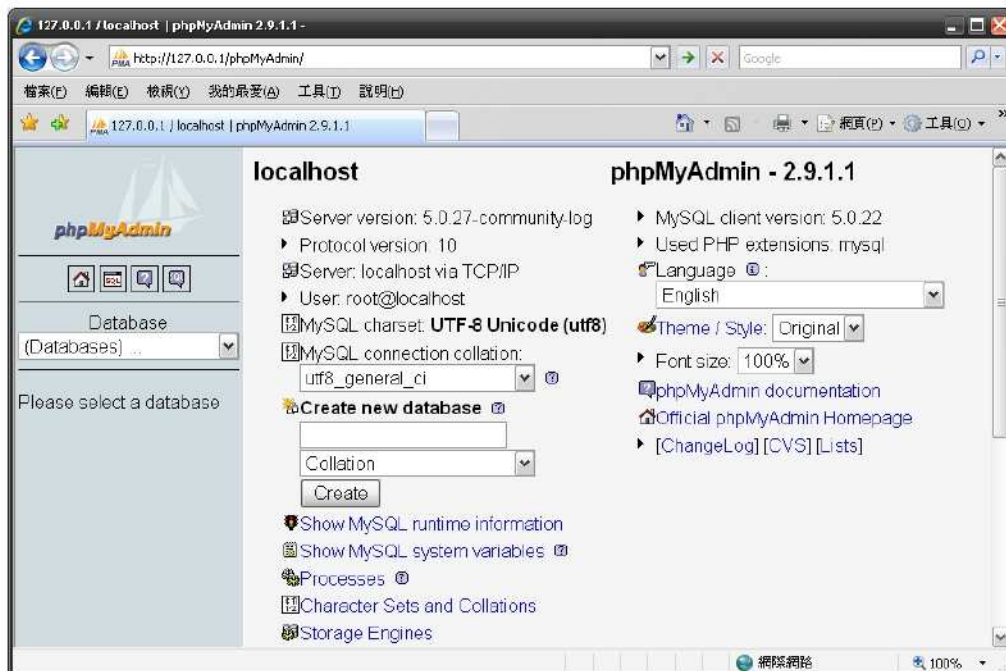 127.0.0.1 / localhost | phpMyAdmin 2.9.1.1 -
http://127.0.0.1/phpMyAdmin/
Google
檔案(F) 編輯(E) 檢視(V) 我的最愛(A) 工具(T) 說明(H)
127.0.0.1 / localhost | phpMyAdmin 2.9.1.1
網頁(P) 工具(O)
phpMyAdmin
SQL
Database
(Databases) ...
Please select a database
localhost
Server version: 5.0.27-community-log
Protocol version: 10
Server: localhost via TCP/IP
User: root@localhost
MySQL charset: UTF-8 Unicode (utf8)
MySQL connection collation:
utf8_general_ci
Create new database
Collation
Create
Show MySQL runtime information
Show MySQL system variables
Processes
Character Sets and Collations
Storage Engines
phpMyAdmin - 2.9.1.1
MySQL client version: 5.0.22
Used PHP extensions: mysql
Language :
English
Theme / Style: Original
Font size: 100%
phpMyAdmin documentation
Official phpMyAdmin Homepage
[ChangeLog] [CVS] [Lists]
網際網路 100%